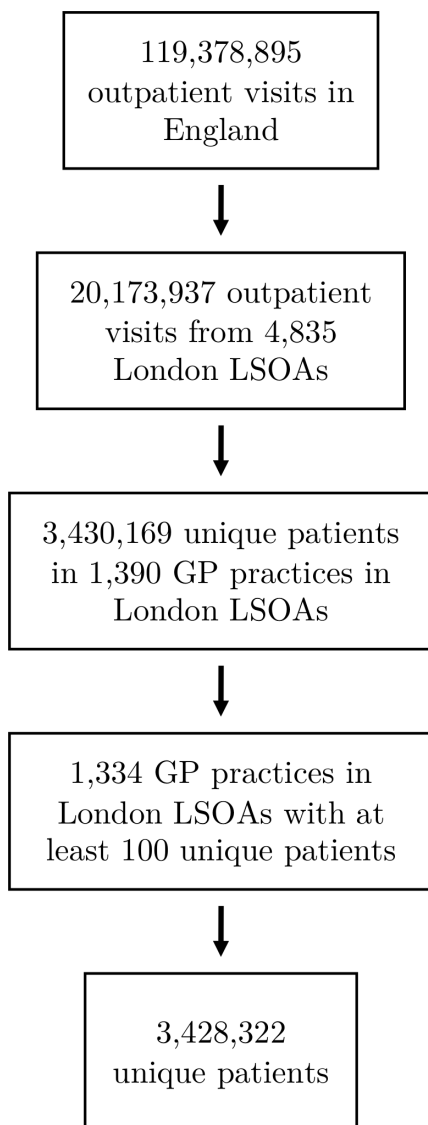 119,378,895
outpatient visits in
England
20,173,937 outpatient
visits from 4,835
London LSOAs
3,430,169 unique patients
in 1,390 GP practices in
London LSOAs
1,334 GP practices in
London LSOAs with at
least 100 unique patients
3,428,322
unique patients